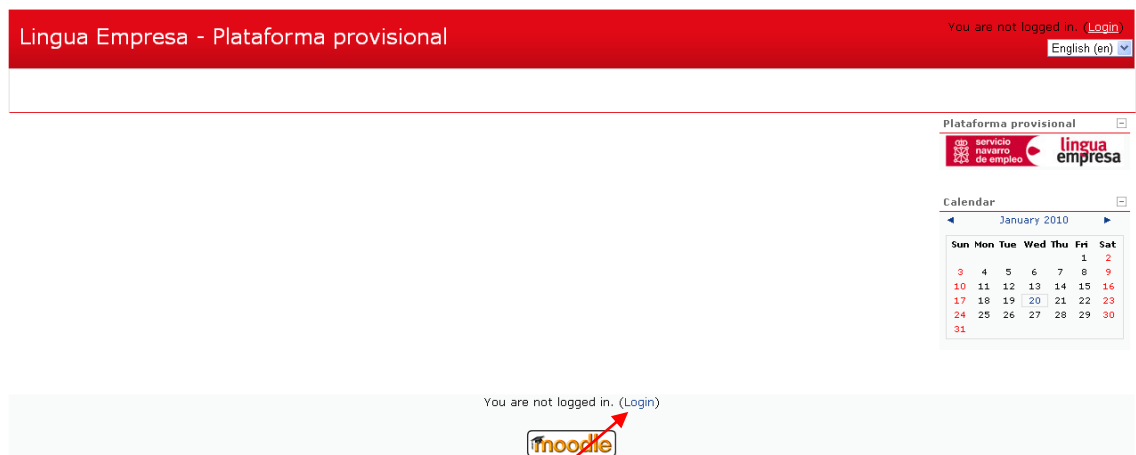 Lingua Empresa - Plataforma provisional
You are not logged in. (Login)
English (en)
Plataforma provisional
servicio
navarro
de empleo
lingua
empresa
Calendar
◄ January 2010 ►
Sun Mon Tue Wed Thu Fri Sat
1 2
3 4 5 6 7 8 9
10 11 12 13 14 15 16
17 18 19 20 21 22 23
24 25 26 27 28 29 30
31
You are not logged in. (Login)
moodle